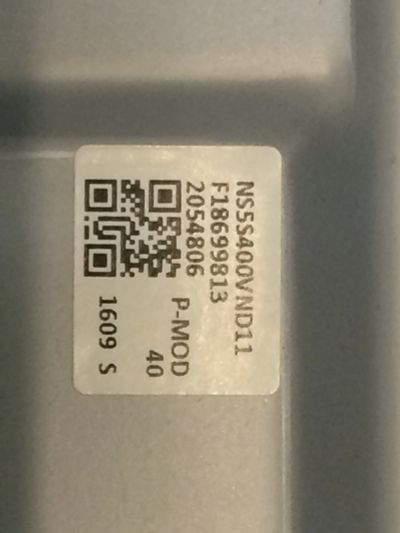 NS5S400VND11
F18699813
2054806
P-MOD
40
1609 S